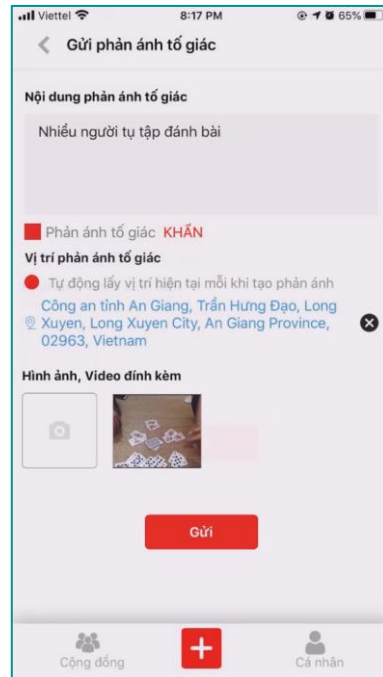 Viettel 8:17 PM 65%
Gửi phản ánh tố giác
Nội dung phản ánh tố giác
Nhiều người tụ tập đánh bài
Phản ánh tố giác KHẨN
Vị trí phản ánh tố giác
Tự động lấy vị trí hiện tại mỗi khi tạo phản ánh
Công an tỉnh An Giang, Trần Hưng Đạo, Long
Xuyen, Long Xuyen City, An Giang Province,
02963, Vietnam
Hình ảnh, Video đính kèm
Gửi
Cộng đồng
Cá nhân